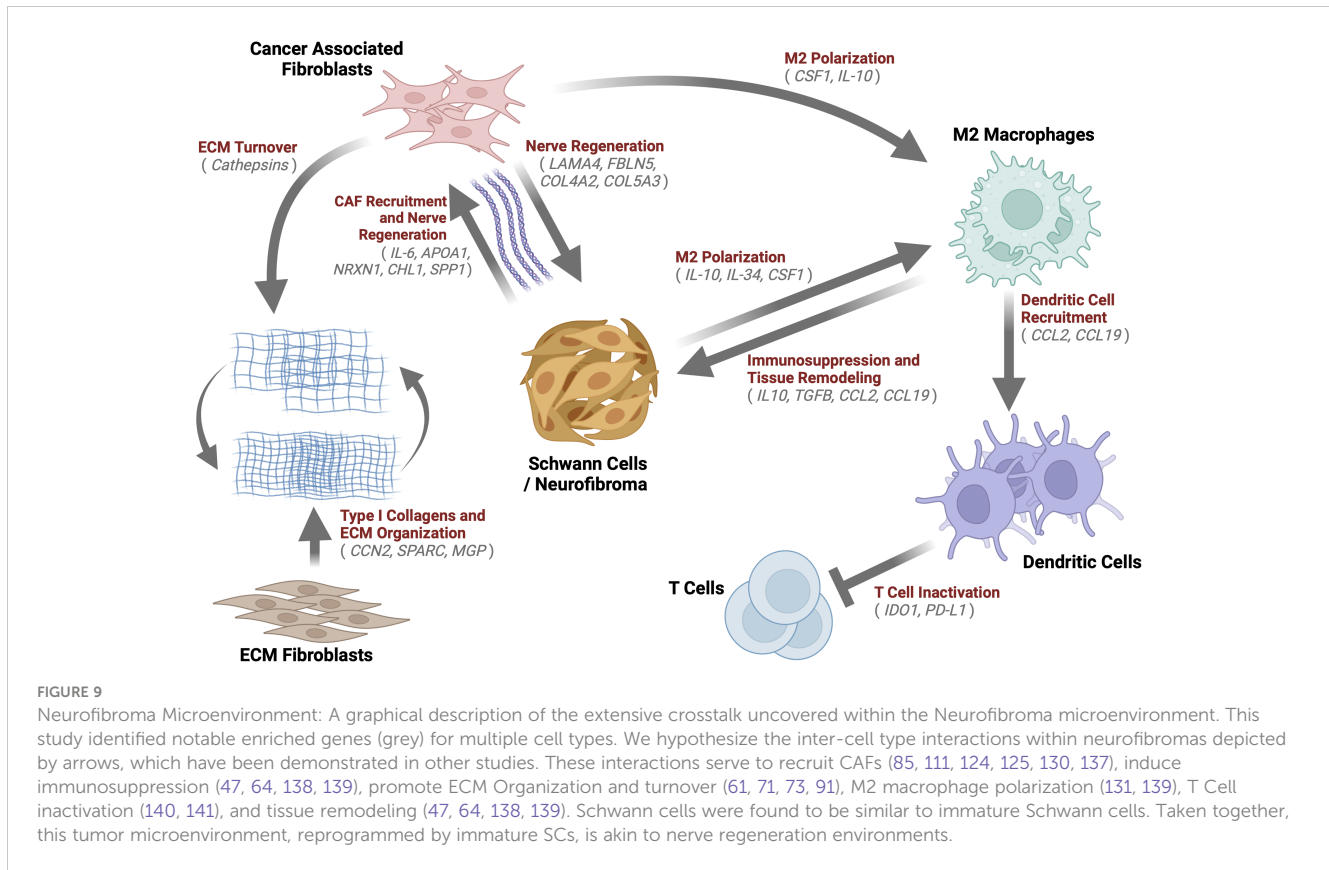 Cancer Associated
Fibroblasts
M2 Polarization
( CSF1, IL-10 )
M2 Macrophages
ECM Turnover
( Cathepsins )
Nerve Regeneration
( LAMA4, FBLN5,
COL4A2, COL5A3 )
CAF Recruitment
and Nerve
Regeneration
( IL-6, APOA1,
NRXN1, CHL1, SPP1 )
M2 Polarization
( IL-10, IL-34, CSF1 )
Dendritic Cell
Recruitment
( CCL2, CCL19 )
Immunosuppression and
Tissue Remodeling
( IL10, TGFB, CCL2, CCL19 )
Schwann Cells
/ Neurofibroma
Type I Collagens and
ECM Organization
( CCN2, SPARC, MGP )
Dendritic Cells
T Cells
T Cell Inactivation
( IDO1, PD-L1 )
ECM Fibroblasts
FIGURE 9
Neurofibroma Microenvironment: A graphical description of the extensive crosstalk uncovered within the Neurofibroma microenvironment. This
study identified notable enriched genes (grey) for multiple cell types. We hypothesize the inter-cell type interactions within neurofibromas depicted
by arrows, which have been demonstrated in other studies. These interactions serve to recruit CAFs (85, 111, 124, 125, 130, 137), induce
immunosuppression (47, 64, 138, 139), promote ECM Organization and turnover (61, 71, 73, 91), M2 macrophage polarization (131, 139), T Cell
inactivation (140, 141), and tissue remodeling (47, 64, 138, 139). Schwann cells were found to be similar to immature Schwann cells. Taken together,
this tumor microenvironment, reprogrammed by immature SCs, is akin to nerve regeneration environments.